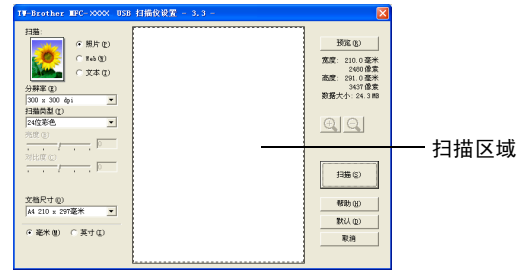 TW-Brother MFC-XXXX USB 扫描仪设置 - 3.3 -
扫描:
照片(E)
Web(W)
文本(T)
分辨率(R)
300 x 300 dpi
扫描类型(T)
24位彩色
亮度(B)
0
对比度(C)
0
文档尺寸(D)
A4 210 x 297毫米
毫米(M)
英寸(I)
预览(P)
宽度: 210.0 毫米
2480 像素
高度: 291.0 毫米
3437 像素
数据大小: 24.3 MB
扫描(S)
帮助(H)
默认(D)
取消
扫描区域